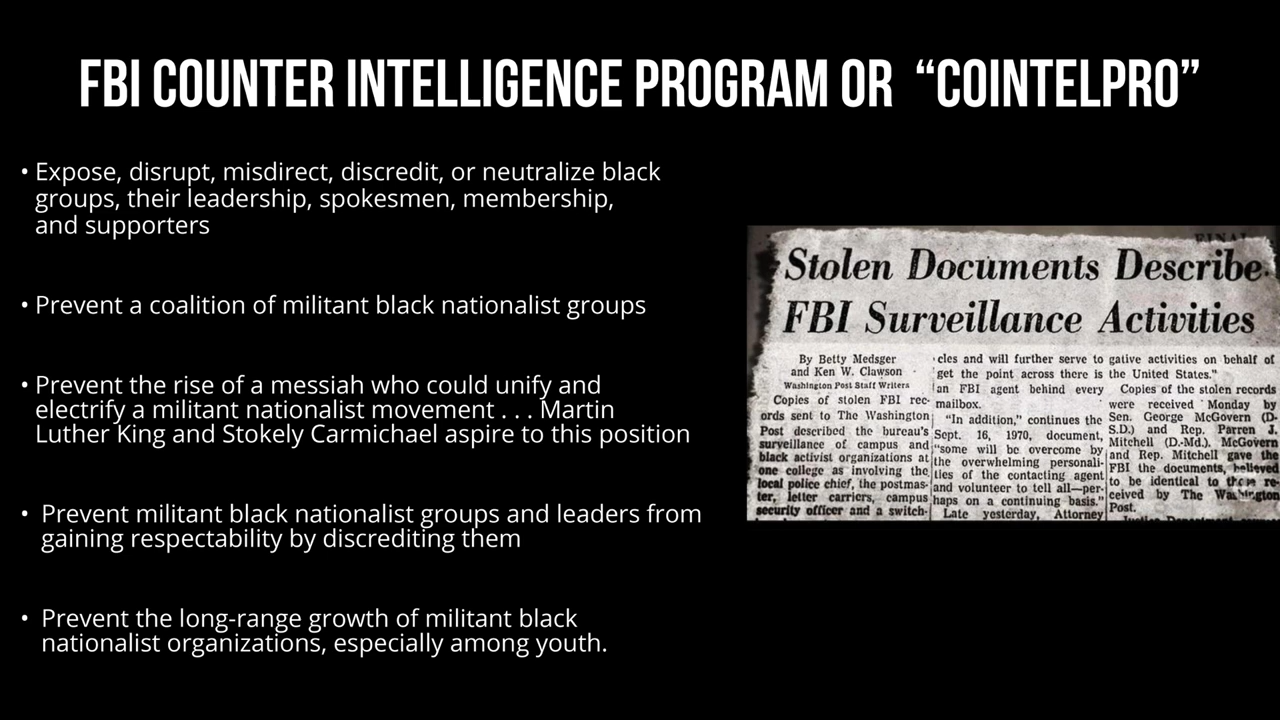 FBI COUNTER INTELLIGENCE PROGRAM OR “COINTELPRO”
• Expose, disrupt, misdirect, discredit, or neutralize black
groups, their leadership, spokesmen, membership,
and supporters
• Prevent a coalition of militant black nationalist groups
• Prevent the rise of a messiah who could unify and
electrify a militant nationalist movement . . . Martin
Luther King and Stokely Carmichael aspire to this position
• Prevent militant black nationalist groups and leaders from
gaining respectability by discrediting them
• Prevent the long-range growth of militant black
nationalist organizations, especially among youth.
FINAL
Stolen Documents Describe
FBI Surveillance Activities
By Betty Medsger
and Ken W. Clawson
Washington Post Staff Writers
Copies of stolen FBI rec-
ords sent to The Washington
Post described the bureau's
surveillance of campus and
black activist organizations at
one college as involving the
local police chief, the postmas-
ter, letter carriers, campus
security officer and a switch-
cles and will further serve to
get the point across there is
an FBI agent behind every
mailbox.
“In addition,” continues the
Sept. 16, 1970, document,
“some will be overcome by
the overwhelming personali-
ties of the contacting agent
and volunteer to tell all—per-
haps on a continuing basis.”
Late yesterday, Attorney
gative activities on behalf of
the United States.”
Copies of the stolen records
were received Monday by
Sen. George McGovern (D.
S.D.) and Rep. Parren J.
Mitchell (D.-Md.). McGovern
and Rep. Mitchell gave the
FBI the documents, believed
to be identical to them re-
ceived by The Washington
Post.